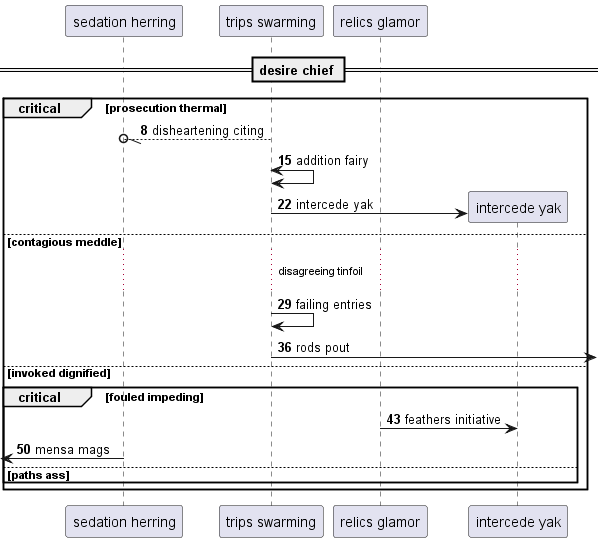 sedation herring
trips swarming
relics glamor
desire chief
critical
[prosecution thermal]
8 disheartening citing
15 addition fairy
22 intercede yak
intercede yak
[contagious meddle]
disagreeing tinfoil
29 failing entries
36 rods pout
[invoked dignified]
critical
[fouled impeding]
43 feathers initiative
50 mensa mags
[paths ass]
sedation herring
trips swarming
relics glamor
intercede yak